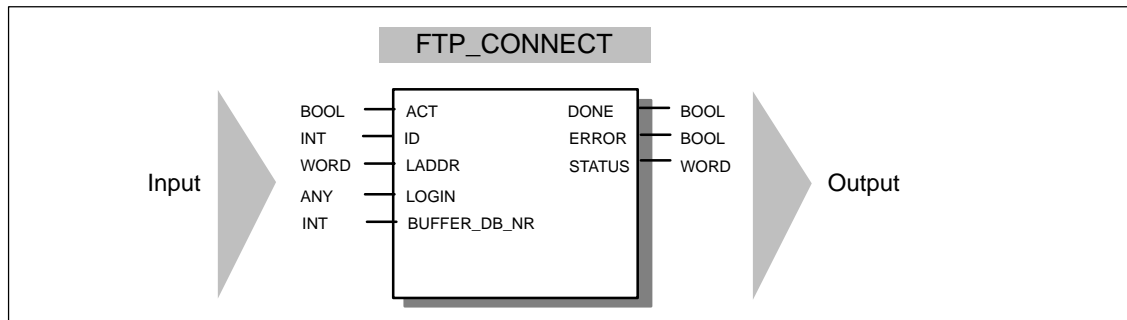 FTP_CONNECT
BOOL ACT DONE BOOL
INT ID ERROR BOOL
WORD LADDR STATUS WORD
Input ANY LOGIN Output
INT BUFFER_DB_NR